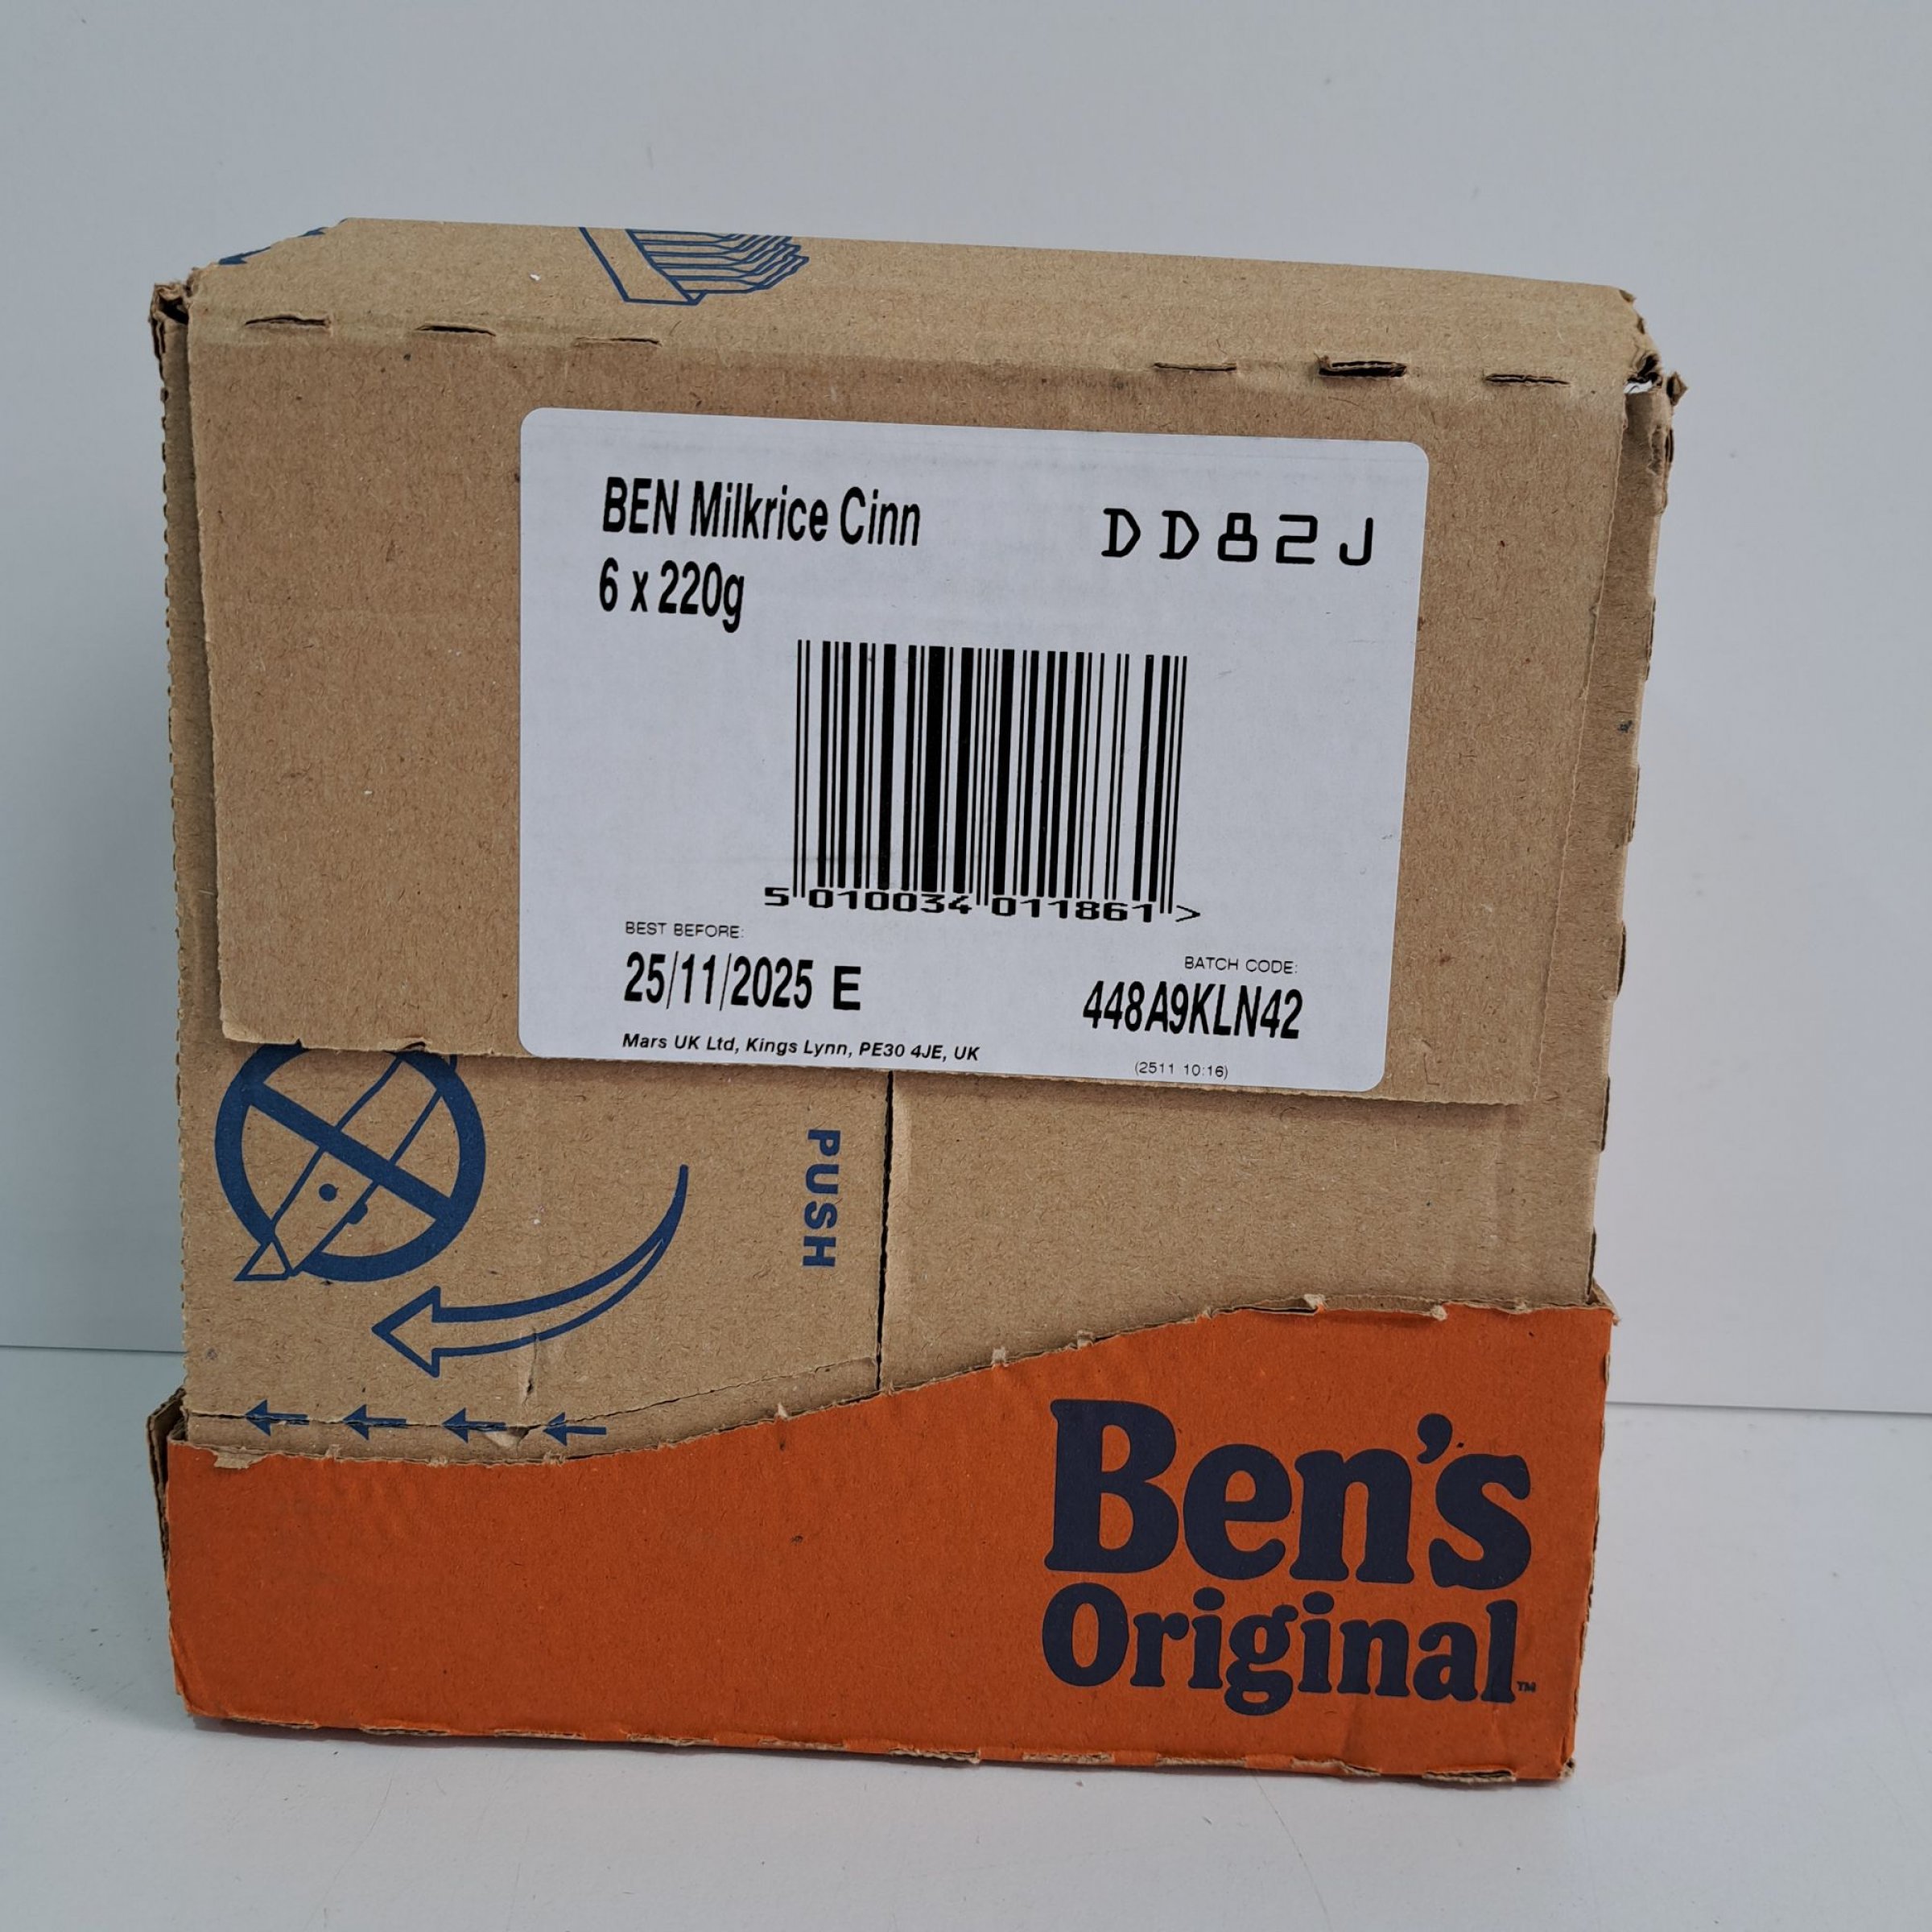 BEN Milkrice Cinn
6 x 220g
DD82J
5 010034 011861 >
BEST BEFORE:
25/11/2025 E
BATCH CODE:
448A9KLN42
Mars UK Ltd, Kings Lynn, PE30 4JE, UK
(2511 10:16)
PUSH
Ben's
Original™